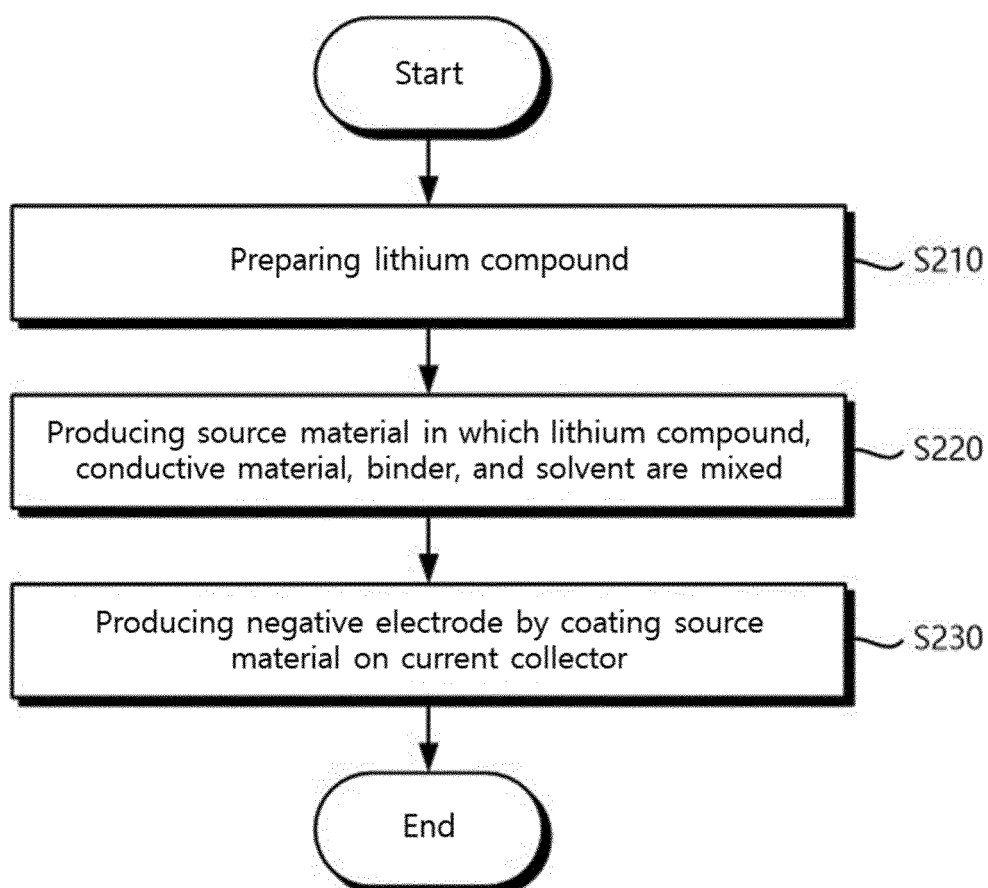 Start
Preparing lithium compound
S210
Producing source material in which lithium compound,
conductive material, binder, and solvent are mixed
S220
Producing negative electrode by coating source
material on current collector
S230
End